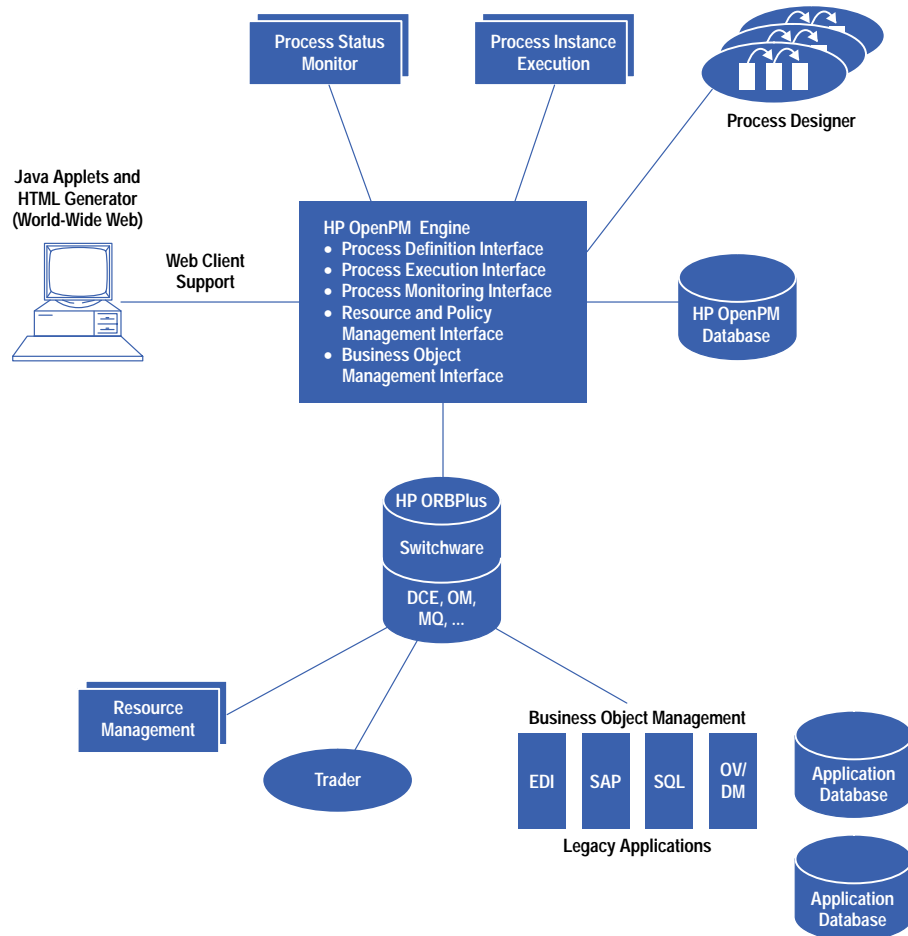 Process Status
Monitor
Process Instance
Execution
Process Designer
Java Applets and
HTML Generator
(World-Wide Web)
Web Client
Support
HP OpenPM Engine
• Process Definition Interface
• Process Execution Interface
• Process Monitoring Interface
• Resource and Policy
Management Interface
• Business Object
Management Interface
HP OpenPM
Database
HP ORBPlus
Switchware
DCE, OM,
MQ, ...
Resource
Management
Trader
Business Object Management
EDI
SAP
SQL
OV/
DM
Legacy Applications
Application
Database
Application
Database